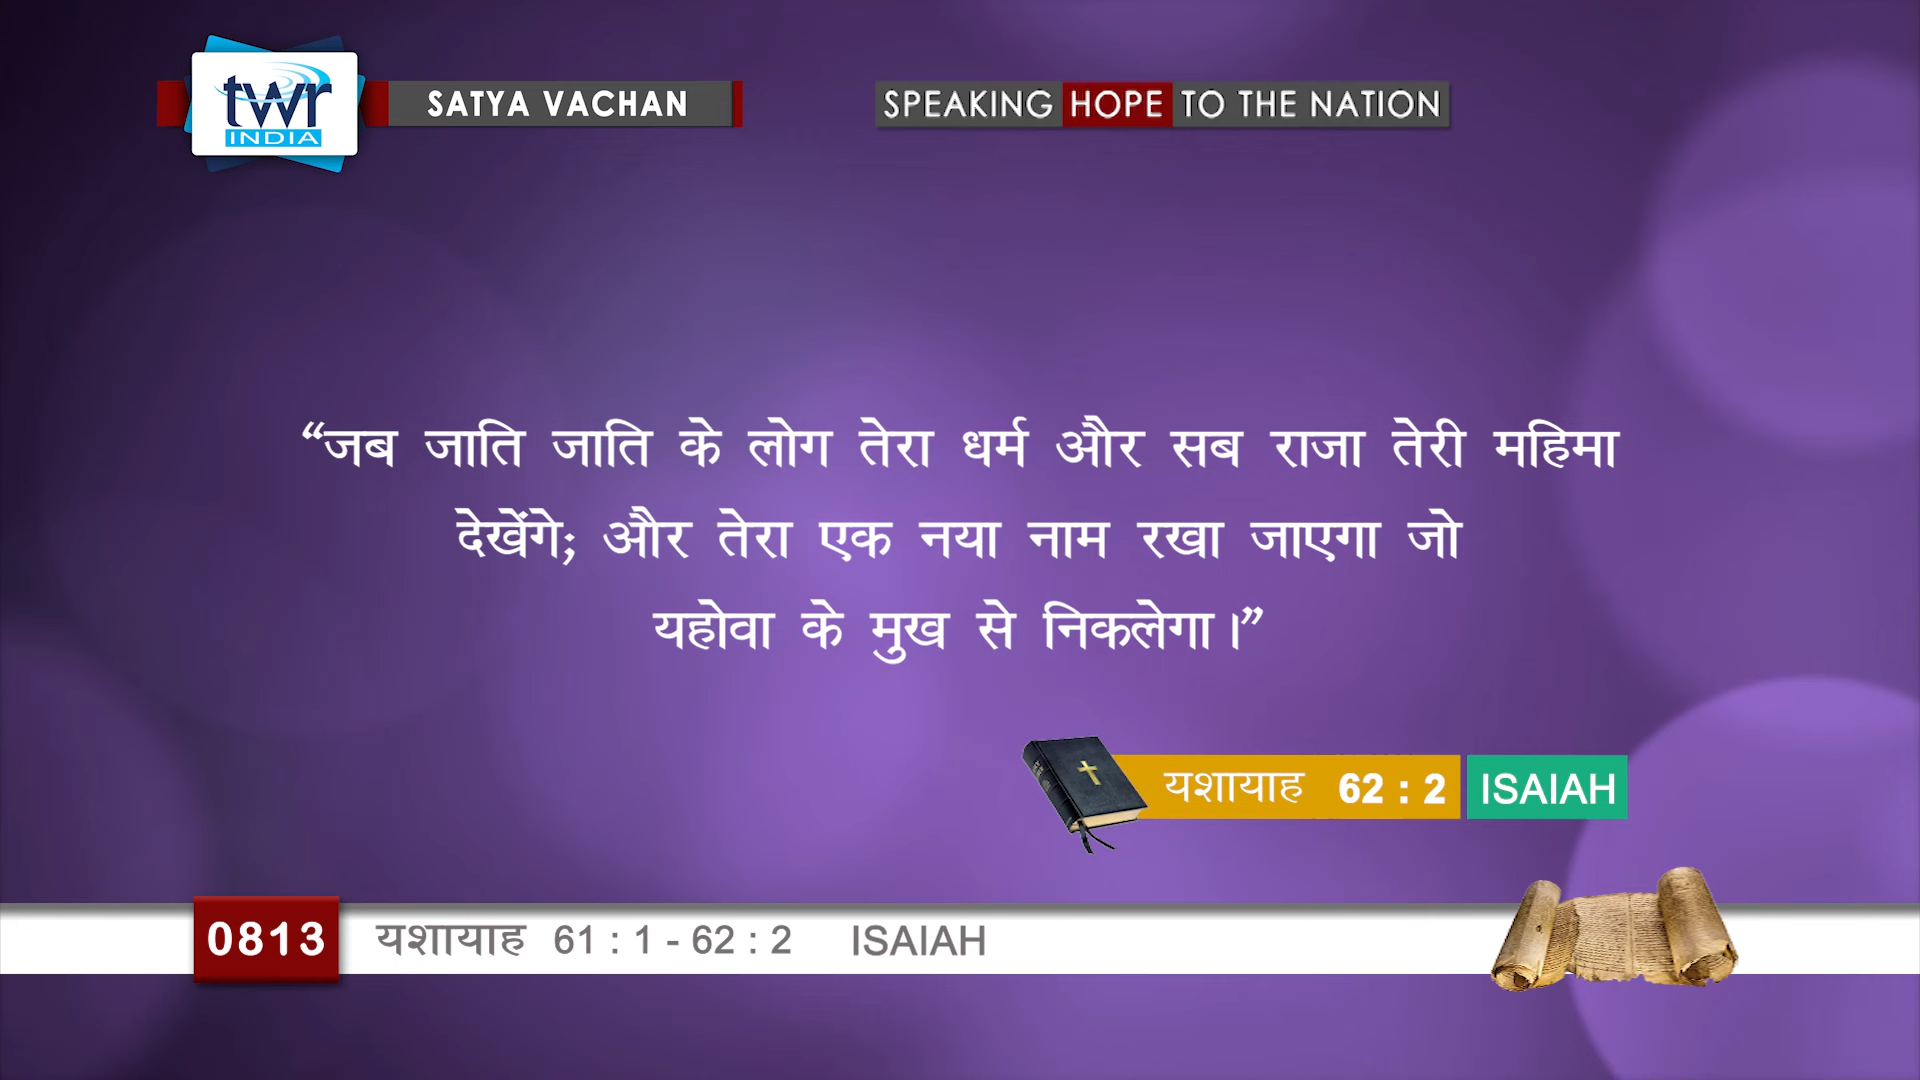 twr
INDIA
SATYA VACHAN
SPEAKING HOPE TO THE NATION
“जब जाति जाति के लोग तेरा धर्म और सब राजा तेरी महिमा
देखेंगे; और तेरा एक नया नाम रखा जाएगा जो
यहोवा के मुख से निकलेगा।”
यशायाह 62 : 2 ISAIAH
0813 यशायाह 61 : 1 - 62 : 2 ISAIAH